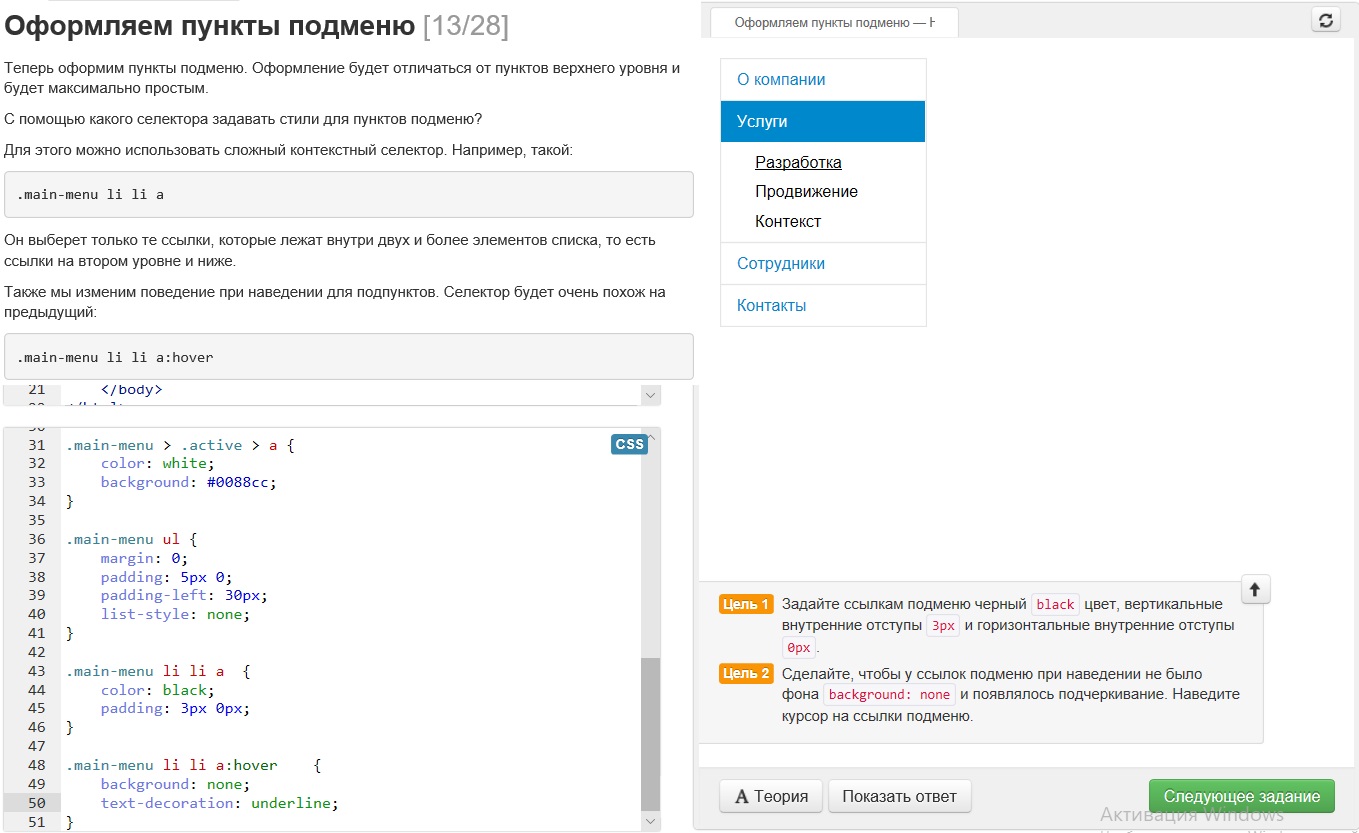 Оформляем пункты подменю [13/28]
Теперь оформим пункты подменю. Оформление будет отличаться от пунктов верхнего уровня и
будет максимально простым.
С помощью какого селектора задавать стили для пунктов подменю?
Для этого можно использовать сложный контекстный селектор. Например, такой:
.main-menu li li a
Он выберет только те ссылки, которые лежат внутри двух и более элементов списка, то есть
ссылки на втором уровне и ниже.
Также мы изменим поведение при наведении для подпунктов. Селектор будет очень похож на
предыдущий:
.main-menu li li a:hover
21 </body>
CSS
31 .main-menu > .active > a {
32 color: white;
33 background: #0088cc;
34 }
35
36 .main-menu ul {
37 margin: 0;
38 padding: 5px 0;
39 padding-left: 30px;
40 list-style: none;
41 }
42
43 .main-menu li li a {
44 color: black;
45 padding: 3px 0px;
46 }
47
48 .main-menu li li a:hover {
49 background: none;
50 text-decoration: underline;
51 }
Оформляем пункты подменю —
О компании
Услуги
Разработка
Продвижение
Контекст
Сотрудники
Контакты
Цель 1 Задайте ссылкам подменю черный black цвет, вертикальные
внутренние отступы 3px и горизонтальные внутренние отступы
0px .
Цель 2 Сделайте, чтобы у ссылок подменю при наведении не было
фона background: none и появлялось подчеркивание. Наведите
курсор на ссылки подменю.
A Теория
Показать ответ
Следующее задание
Активация Windows